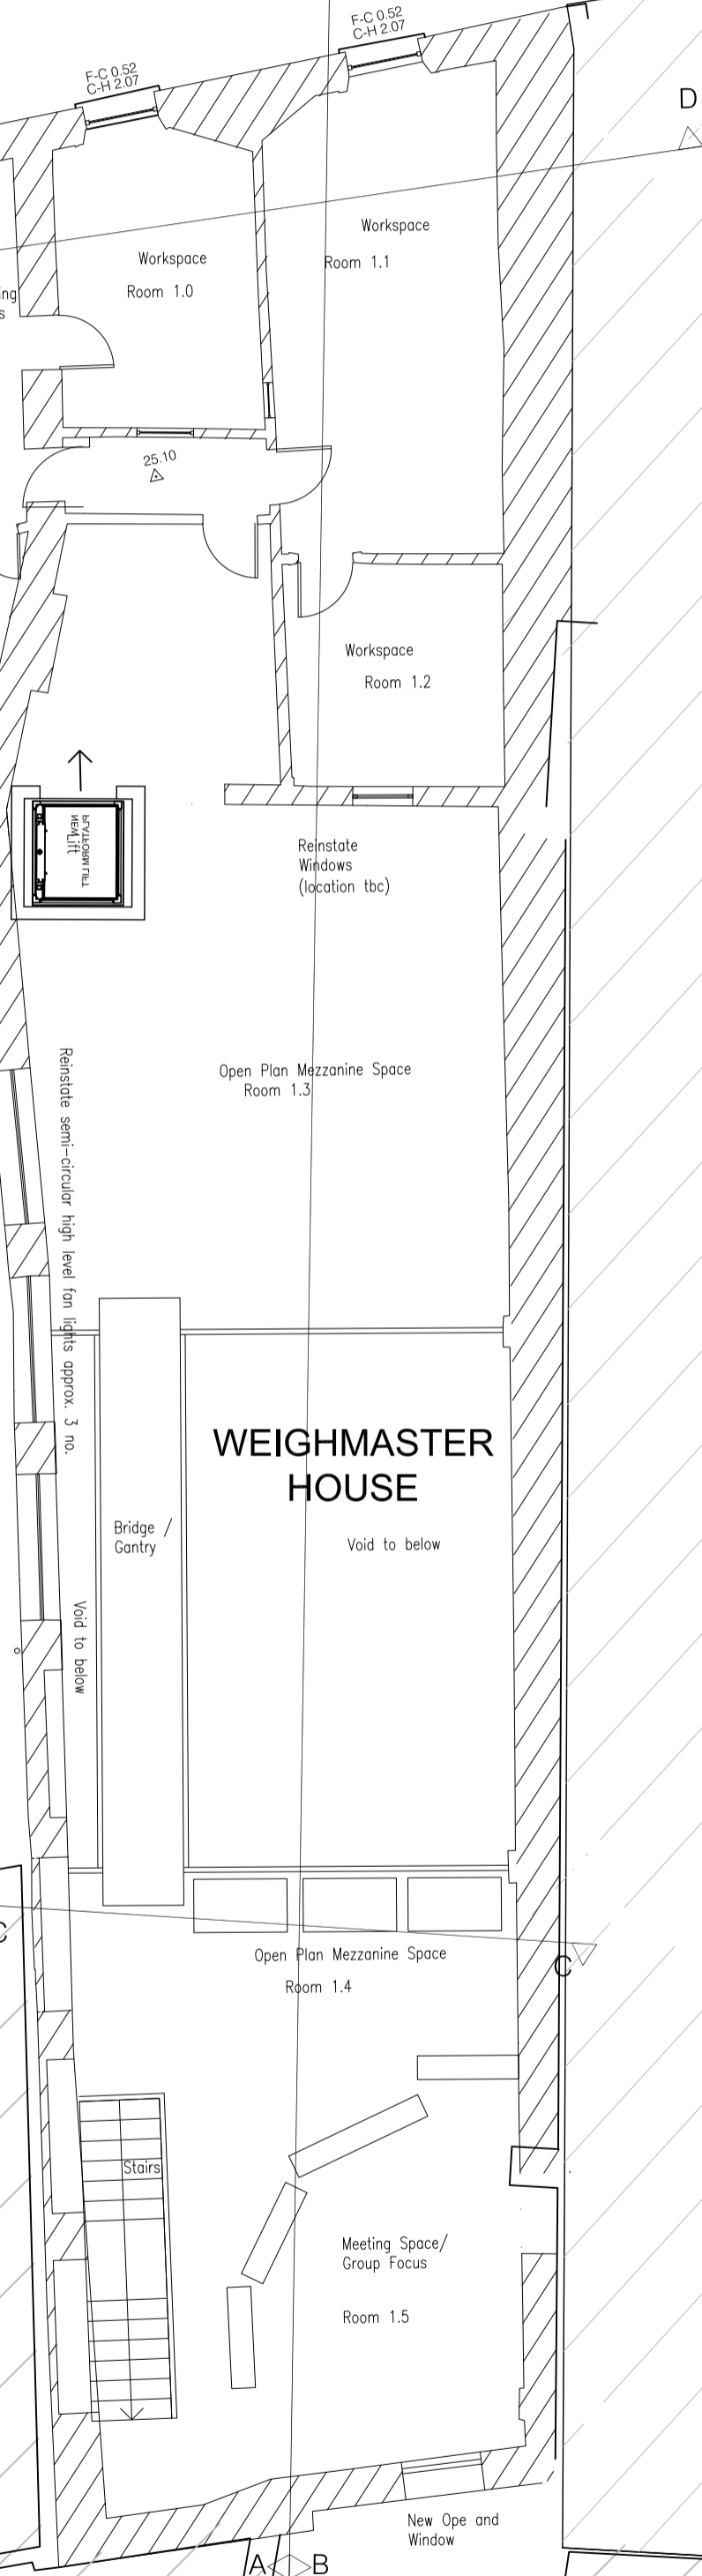 F-C 0.52
C-H 2.07
F-C 0.52
C-H 2.07
D
Workspace
Room 1.1
Workspace
Room 1.0
ing
s
25.10
Workspace
Room 1.2
NEW
PLATFORM LIFT
Lift
Reinstate
Windows
(location tbc)
Open Plan Mezzanine Space
Room 1.3
Reinstate semi-circular high level fan lights approx. 3 no.
WEIGHMASTER
HOUSE
Bridge /
Gantry
Void to below
Void to below
C
Open Plan Mezzanine Space
Room 1.4
C
Stairs
Meeting Space/
Group Focus
Room 1.5
New Ope and
Window
A
B